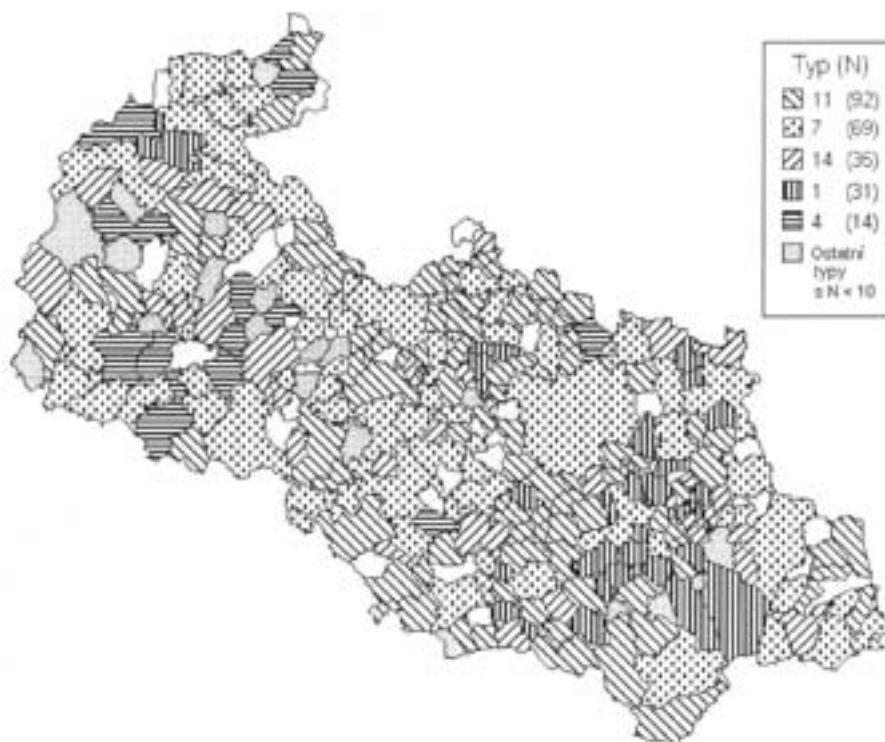 Typ (N)
11 (92)
7 (69)
14 (36)
1 (31)
4 (14)
Ostatní
typy
s N < 10